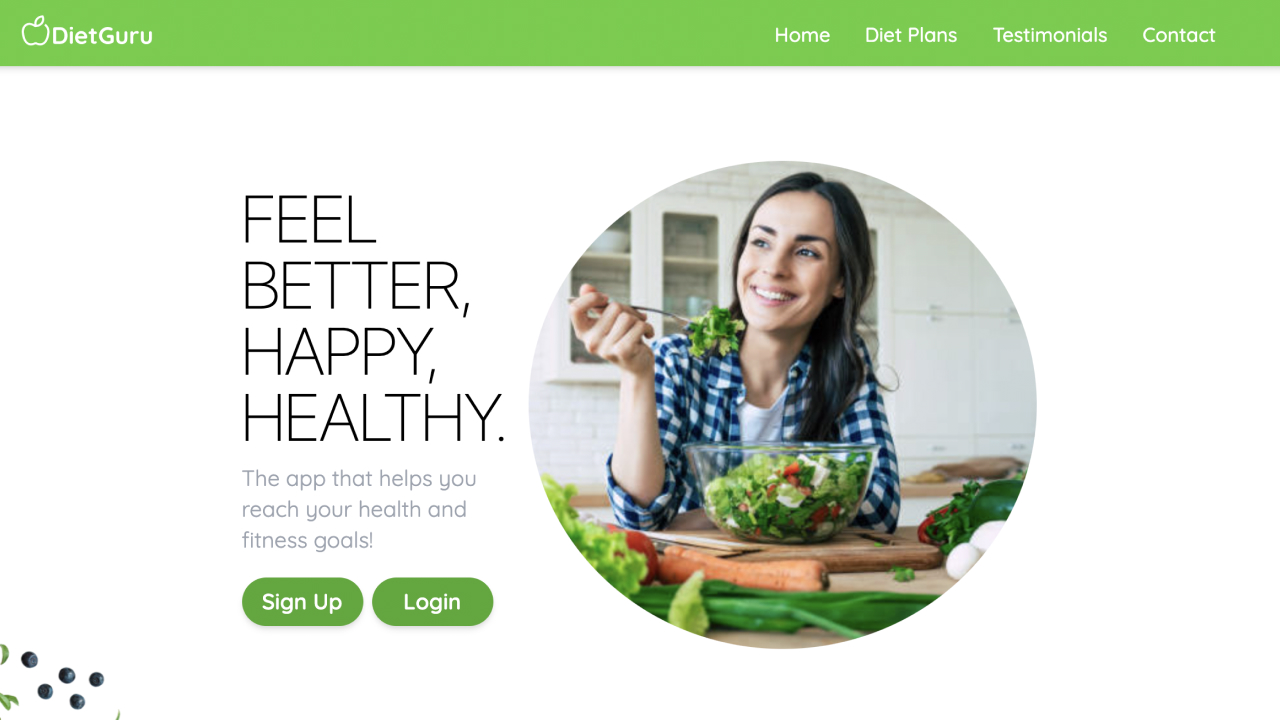 DietGuru
Home
Diet Plans
Testimonials
Contact
FEEL
BETTER,
HAPPY,
HEALTHY.
The app that helps you
reach your health and
fitness goals!
Sign Up
Login